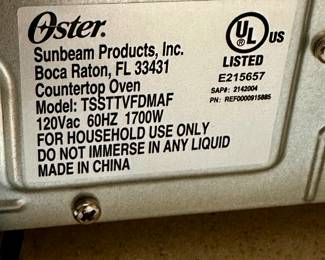 Oster®
Sunbeam Products, Inc.
Boca Raton, FL 33431
Countertop Oven
Model: TSSTTVFDMAF
120Vac 60HZ 1700W
FOR HOUSEHOLD USE ONLY
DO NOT IMMERSE IN ANY LIQUID
MADE IN CHINA
UL® US
LISTED
E215657
SAP#: 2142004
PN: REF0000915885